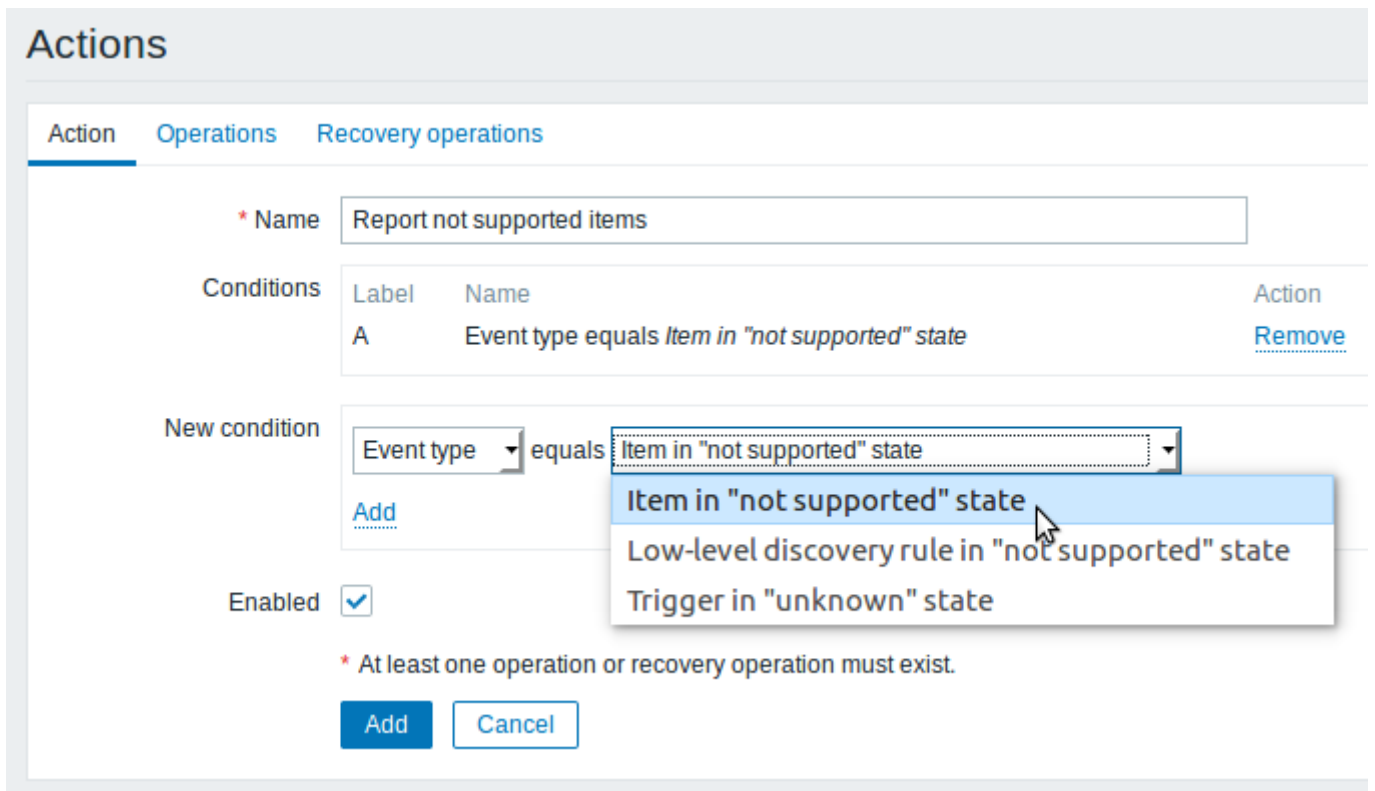 Actions
Action Operations Recovery operations
* Name Report not supported items
Conditions Label Name Action
A Event type equals Item in "not supported" state Remove
New condition Event type equals Item in "not supported" state
Add
Item in "not supported" state
Low-level discovery rule in "not supported" state
Trigger in "unknown" state
Enabled
* At least one operation or recovery operation must exist.
Add Cancel